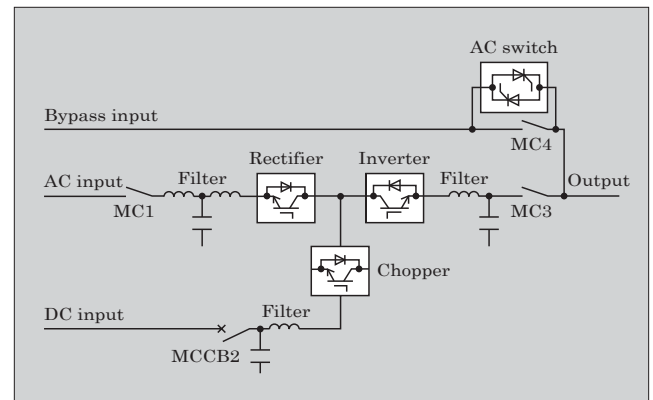 AC switch
Bypass input
MC4
Rectifier
Inverter
AC input
Filter
Filter
Output
MC1
MC3
Chopper
DC input
Filter
MCCB2